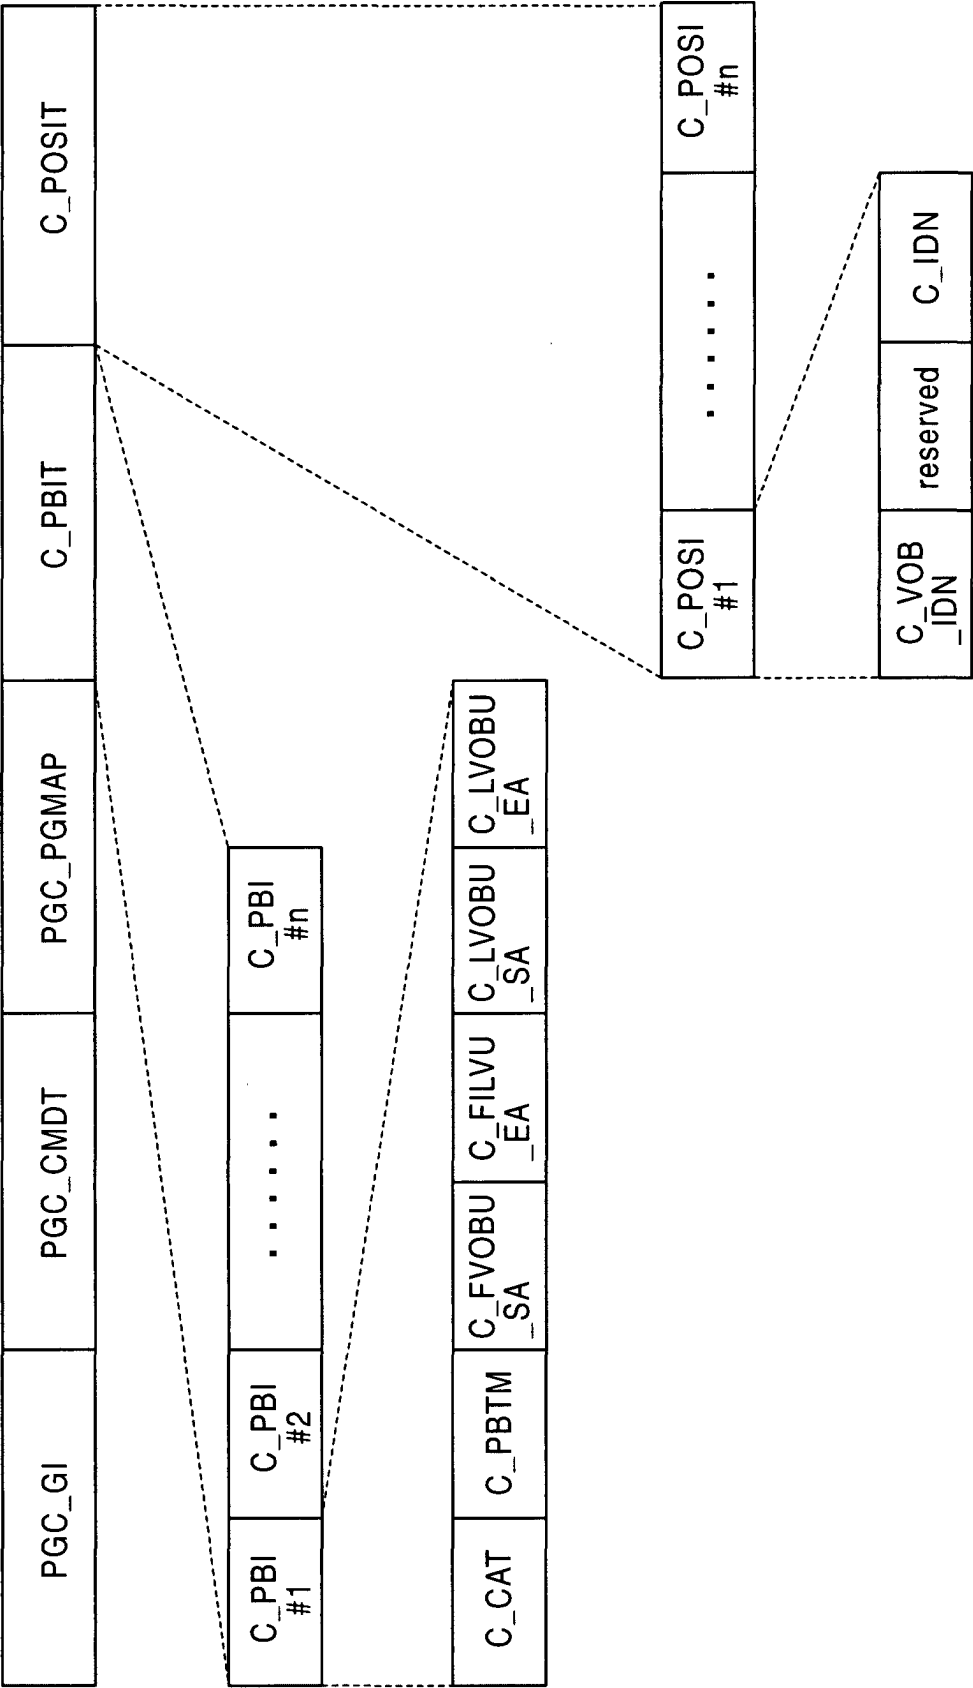 PGC_GI
PGC_CMDT
PGC_PGMAP
C_PBIT
C_POSIT
C_PBI
#1
C_PBI
#2
......
C_PBI
#n
C_CAT
C_PBTM
C_FVOBU
_SA
C_FILVU
_EA
C_LVOBU
_SA
C_LVOBU
_EA
C_POSI
#1
......
C_POSI
#n
C_VOB
_IDN
reserved
C_IDN